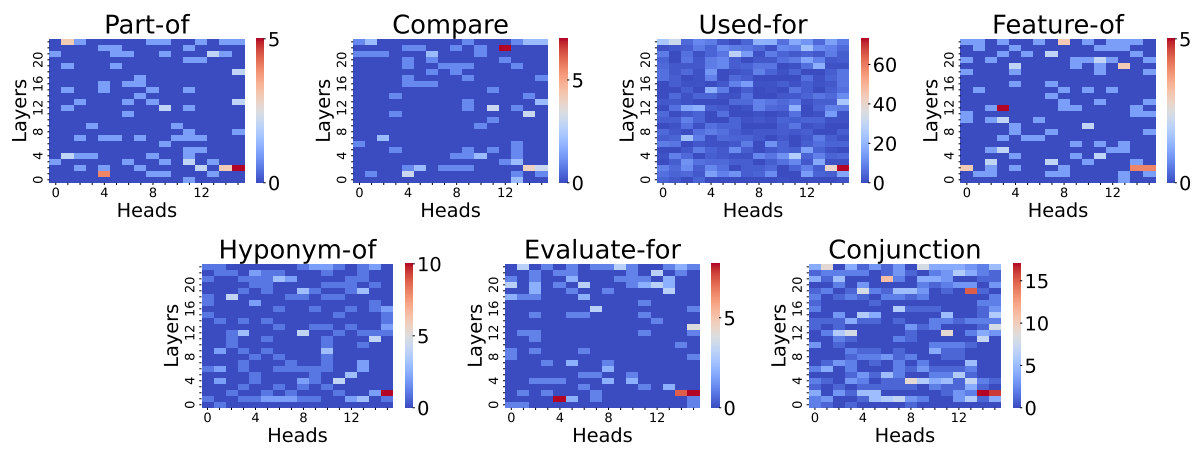 Part-of
Compare
Used-for
Feature-of
Layers
0 4 8 12 16 20
0 4 8 12
Heads
0 5
Layers
0 4 8 12 16 20
0 4 8 12
Heads
0 5
Layers
0 4 8 12 16 20
0 4 8 12
Heads
0 20 40 60
Layers
0 4 8 12 16 20
0 4 8 12
Heads
0 5
Hyponym-of
Evaluate-for
Conjunction
Layers
0 4 8 12 16 20
0 4 8 12
Heads
0 5 10
Layers
0 4 8 12 16 20
0 4 8 12
Heads
0 5
Layers
0 4 8 12 16 20
0 4 8 12
Heads
0 5 10 15